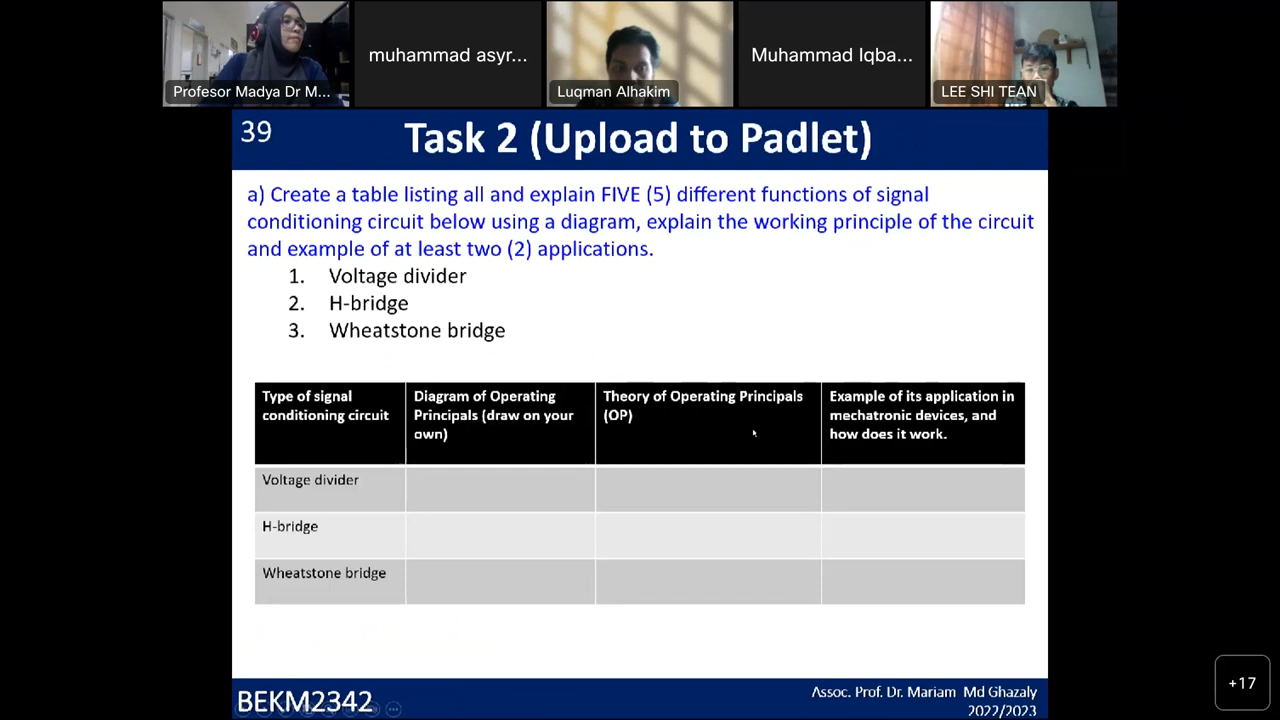 Profesor Madya Dr M...
muhammad asyr...
Luqman Alhakim
Muhammad Iqba...
LEE SHI TEAN
39
Task 2 (Upload to Padlet)
a) Create a table listing all and explain FIVE (5) different functions of signal
conditioning circuit below using a diagram, explain the working principle of the circuit
and example of at least two (2) applications.
1. Voltage divider
2. H-bridge
3. Wheatstone bridge
Type of signal
conditioning circuit
Diagram of Operating
Principals (draw on your
own)
Theory of Operating Principals
(OP)
Example of its application in
mechatronic devices, and
how does it work.
Voltage divider
H-bridge
Wheatstone bridge
BEKM2342
Assoc. Prof. Dr. Mariam Md Ghazaly
2022/2023
+17